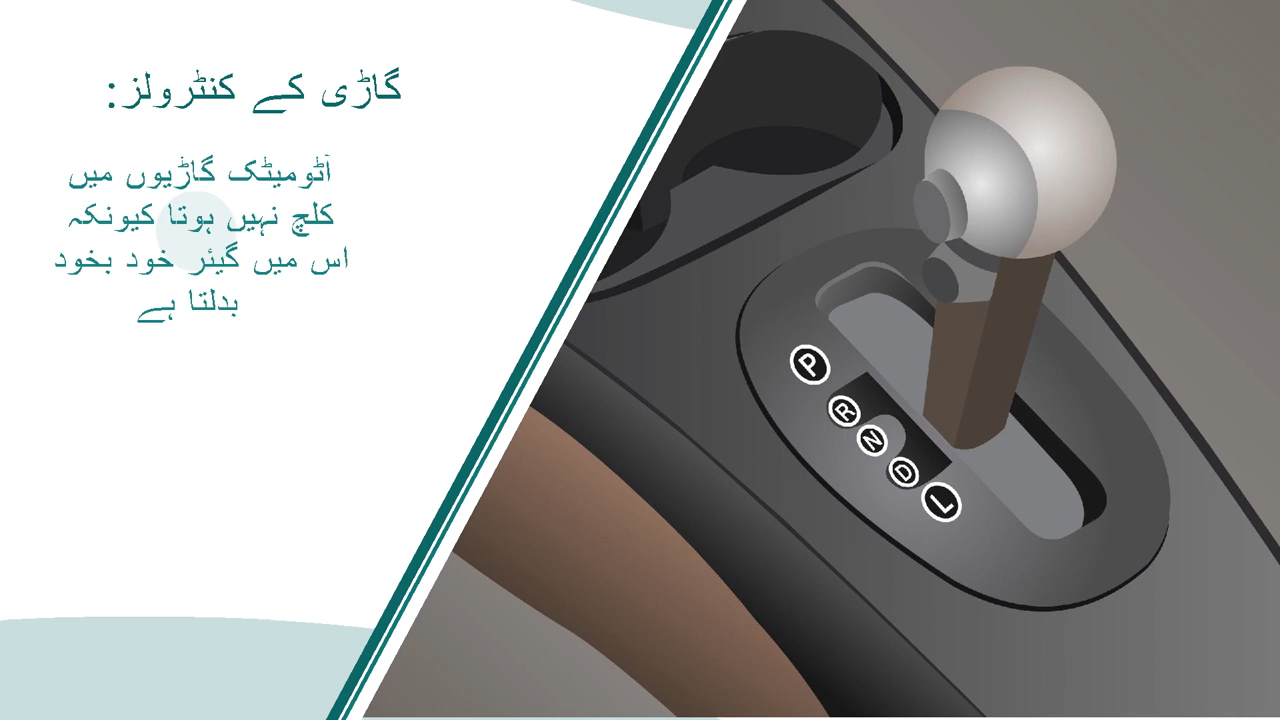 گاڑی کے کنٹرولز:
آٹومیٹک گاڑیوں میں
کلچ نہیں ہوتا کیونکہ
اس میں گیئر خود بخود
بدلتا ہے
P
R
N
D
L